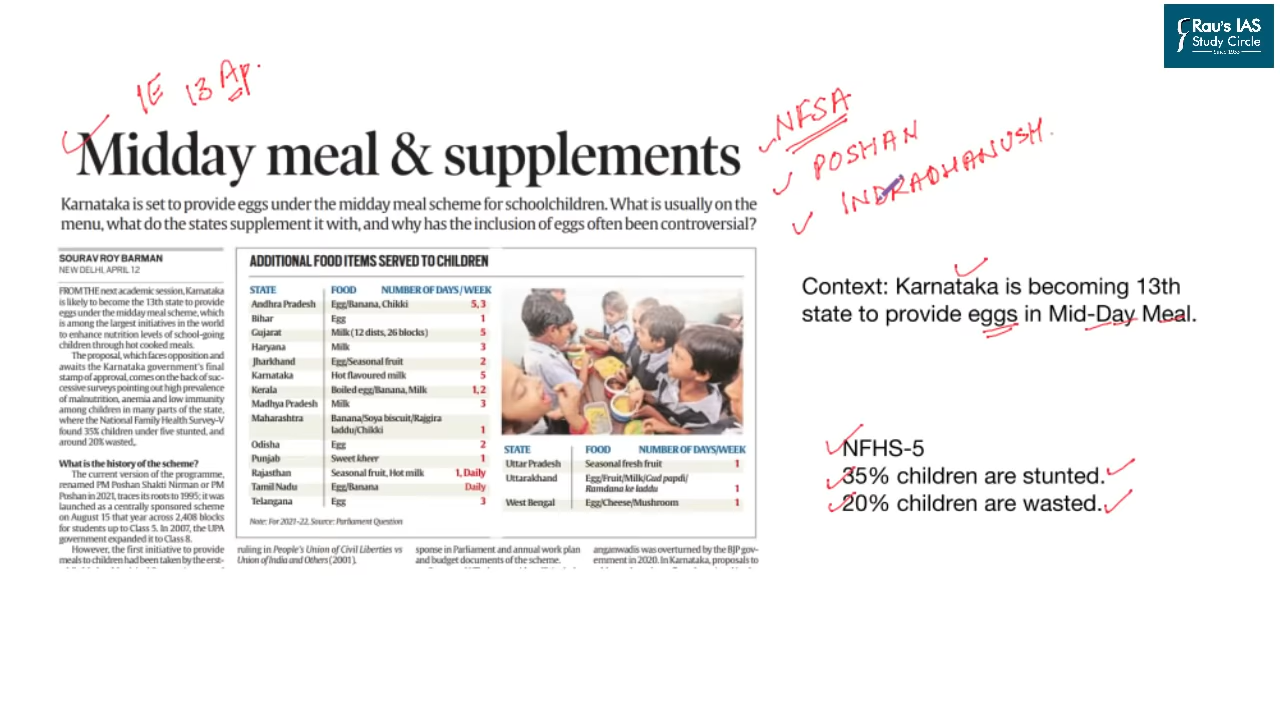 Rau's IAS
Study Circle
Since 1953
IE 13 Ap.
Midday meal & supplements
Karnataka is set to provide eggs under the midday meal scheme for schoolchildren. What is usually on the
menu, what do the states supplement it with, and why has the inclusion of eggs often been controversial?
SOURAV ROY BARMAN
NEW DELHI, APRIL 12
FROM THE next academic session, Karnataka
is likely to become the 13th state to provide
eggs under the midday meal scheme, which
is among the largest initiatives in the world
to enhance nutrition levels of school-going
children through hot cooked meals.
The proposal, which faces opposition and
awaits the Karnataka government's final
stamp of approval, comes on the back of suc-
cessive surveys pointing out high prevalence
of malnutrition, anemia and low immunity
among children in many parts of the state,
where the National Family Health Survey-V
found 35% children under five stunted, and
around 20% wasted,.
What is the history of the scheme?
The current version of the programme,
renamed PM Poshan Shakti Nirman or PM
Poshan in 2021, traces its roots to 1995; it was
launched as a centrally sponsored scheme
on August 15 that year across 2,408 blocks
for students up to Class 5. In 2007, the UPA
government expanded it to Class 8.
However, the first initiative to provide
meals to children had been taken by the erst-
ADDITIONAL FOOD ITEMS SERVED TO CHILDREN
STATE FOOD NUMBER OF DAYS/WEEK
Andhra Pradesh Egg/Banana, Chikki 5, 3
Bihar Egg 1
Gujarat Milk (12 dists, 26 blocks) 5
Haryana Milk 3
Jharkhand Egg/Seasonal fruit 2
Karnataka Hot flavoured milk 5
Kerala Boiled egg/Banana, Milk 1, 2
Madhya Pradesh Milk 3
Maharashtra Banana/Soya biscuit/Rajgira
laddu/Chikki 1
Odisha Egg 2
Punjab Sweet kheer 1
Rajasthan Seasonal fruit, Hot milk 1, Daily
Tamil Nadu Egg/Banana Daily
Telangana Egg 3
Note: For 2021-22, Source: Parliament Question
STATE FOOD NUMBER OF DAYS/WEEK
Uttar Pradesh Seasonal fresh fruit 1
Uttarakhand Egg/Fruit/Milk/Gud papdi/
Ramdana ke laddu 1
West Bengal Egg/Cheese/Mushroom 1
ruling in People's Union of Civil Liberties vs
Union of India and Others (2001).
sponse in Parliament and annual work plan
and budget documents of the scheme.
anganwadis was overturned by the BJP gov-
ernment in 2020. In Karnataka, proposals to
NFSA
POSHAN
INDRADHANUSH.
Context: Karnataka is becoming 13th
state to provide eggs in Mid-Day Meal.
NFHS-5
35% children are stunted.
20% children are wasted.